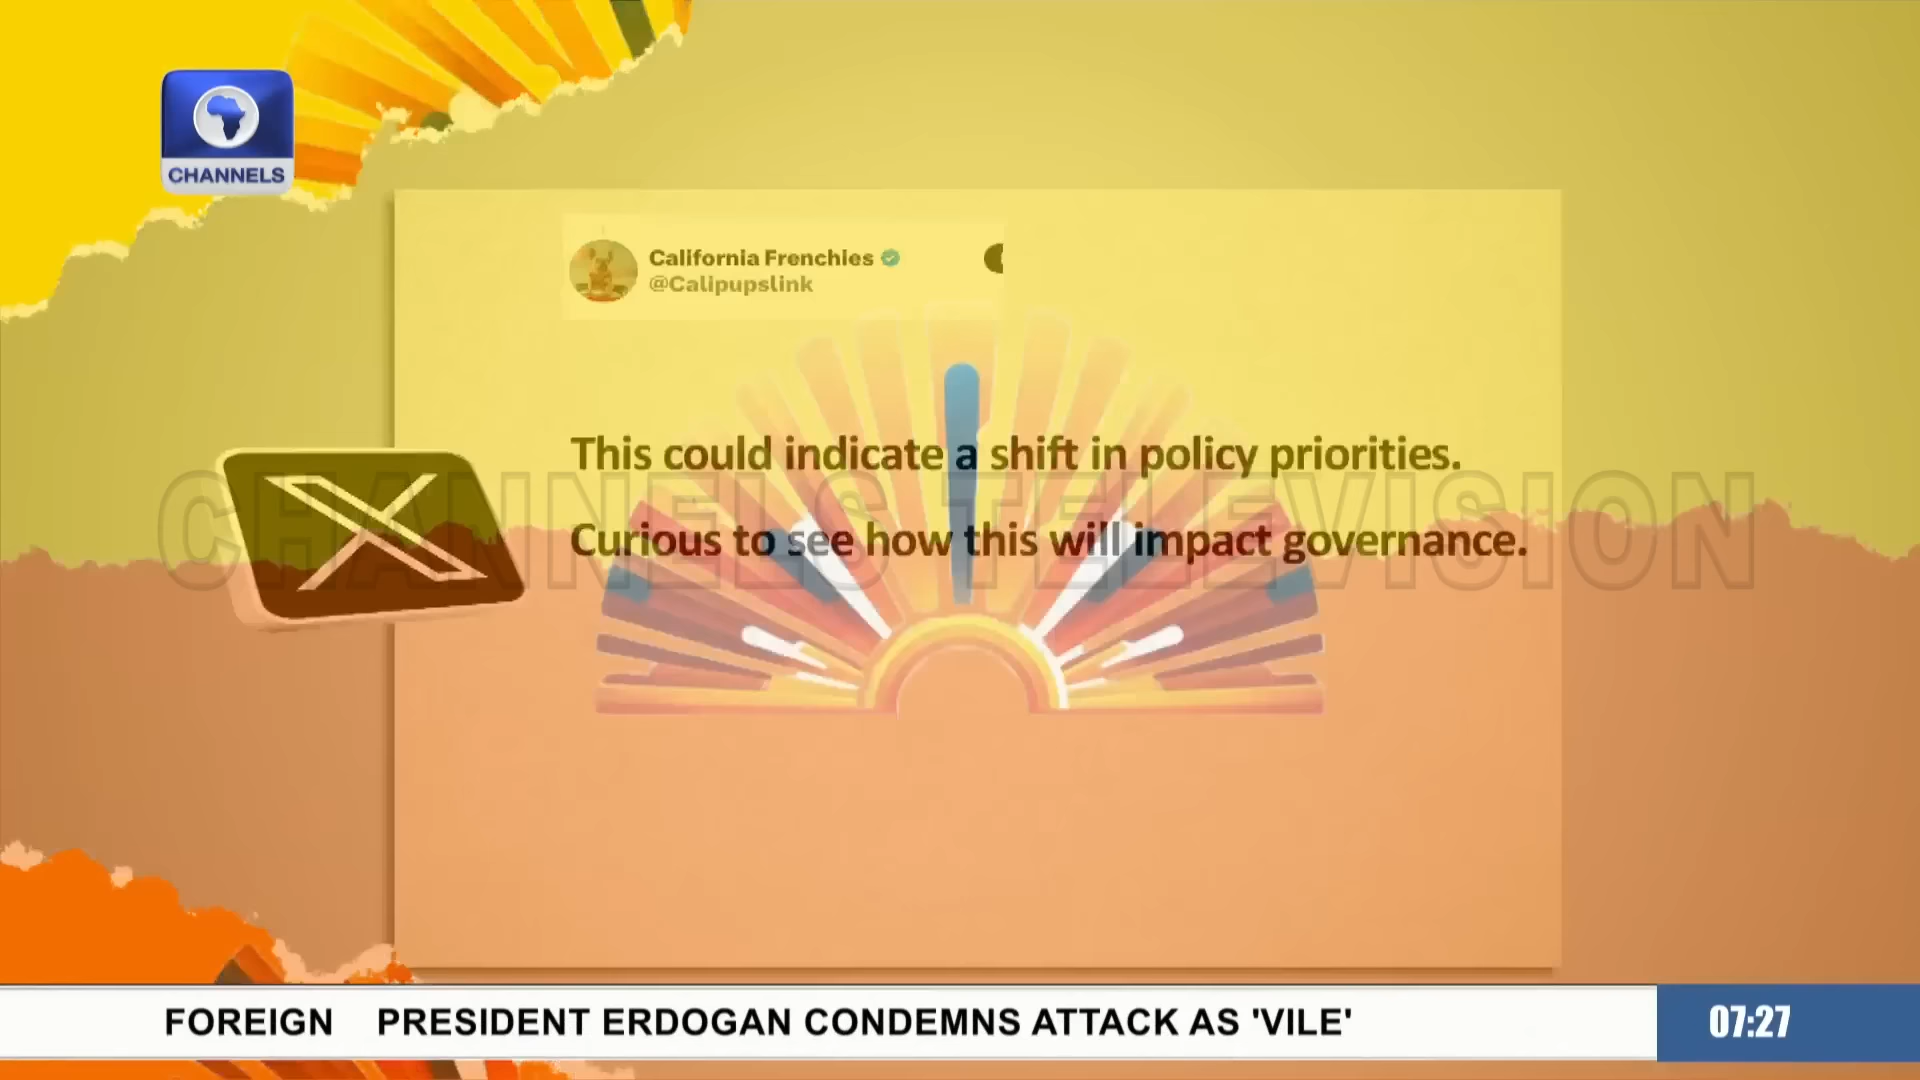 CHANNELS
California Frenchies
@Calipupslink
This could indicate a shift in policy priorities.
CHANNELS TELEVISION
Curious to see how this will impact governance.
FOREIGN PRESIDENT ERDOGAN CONDEMNS ATTACK AS 'VILE'
07:27